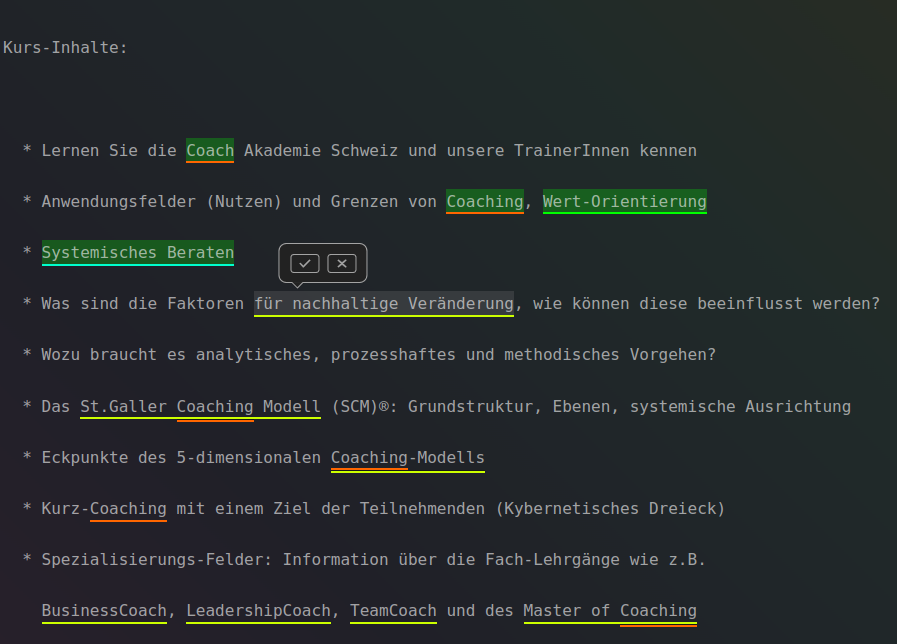 Kurs-Inhalte:
* Lernen Sie die Coach Akademie Schweiz und unsere TrainerInnen kennen
* Anwendungsfelder (Nutzen) und Grenzen von Coaching, Wert-Orientierung
* Systemisches Beraten
* Was sind die Faktoren für nachhaltige Veränderung, wie können diese beeinflusst werden?
* Wozu braucht es analytisches, prozesshaftes und methodisches Vorgehen?
* Das St.Galler Coaching Modell (SCM)®: Grundstruktur, Ebenen, systemische Ausrichtung
* Eckpunkte des 5-dimensionalen Coaching-Modells
* Kurz-Coaching mit einem Ziel der Teilnehmenden (Kybernetisches Dreieck)
* Spezialisierungs-Felder: Information über die Fach-Lehrgänge wie z.B.
BusinessCoach, LeadershipCoach, TeamCoach und des Master of Coaching